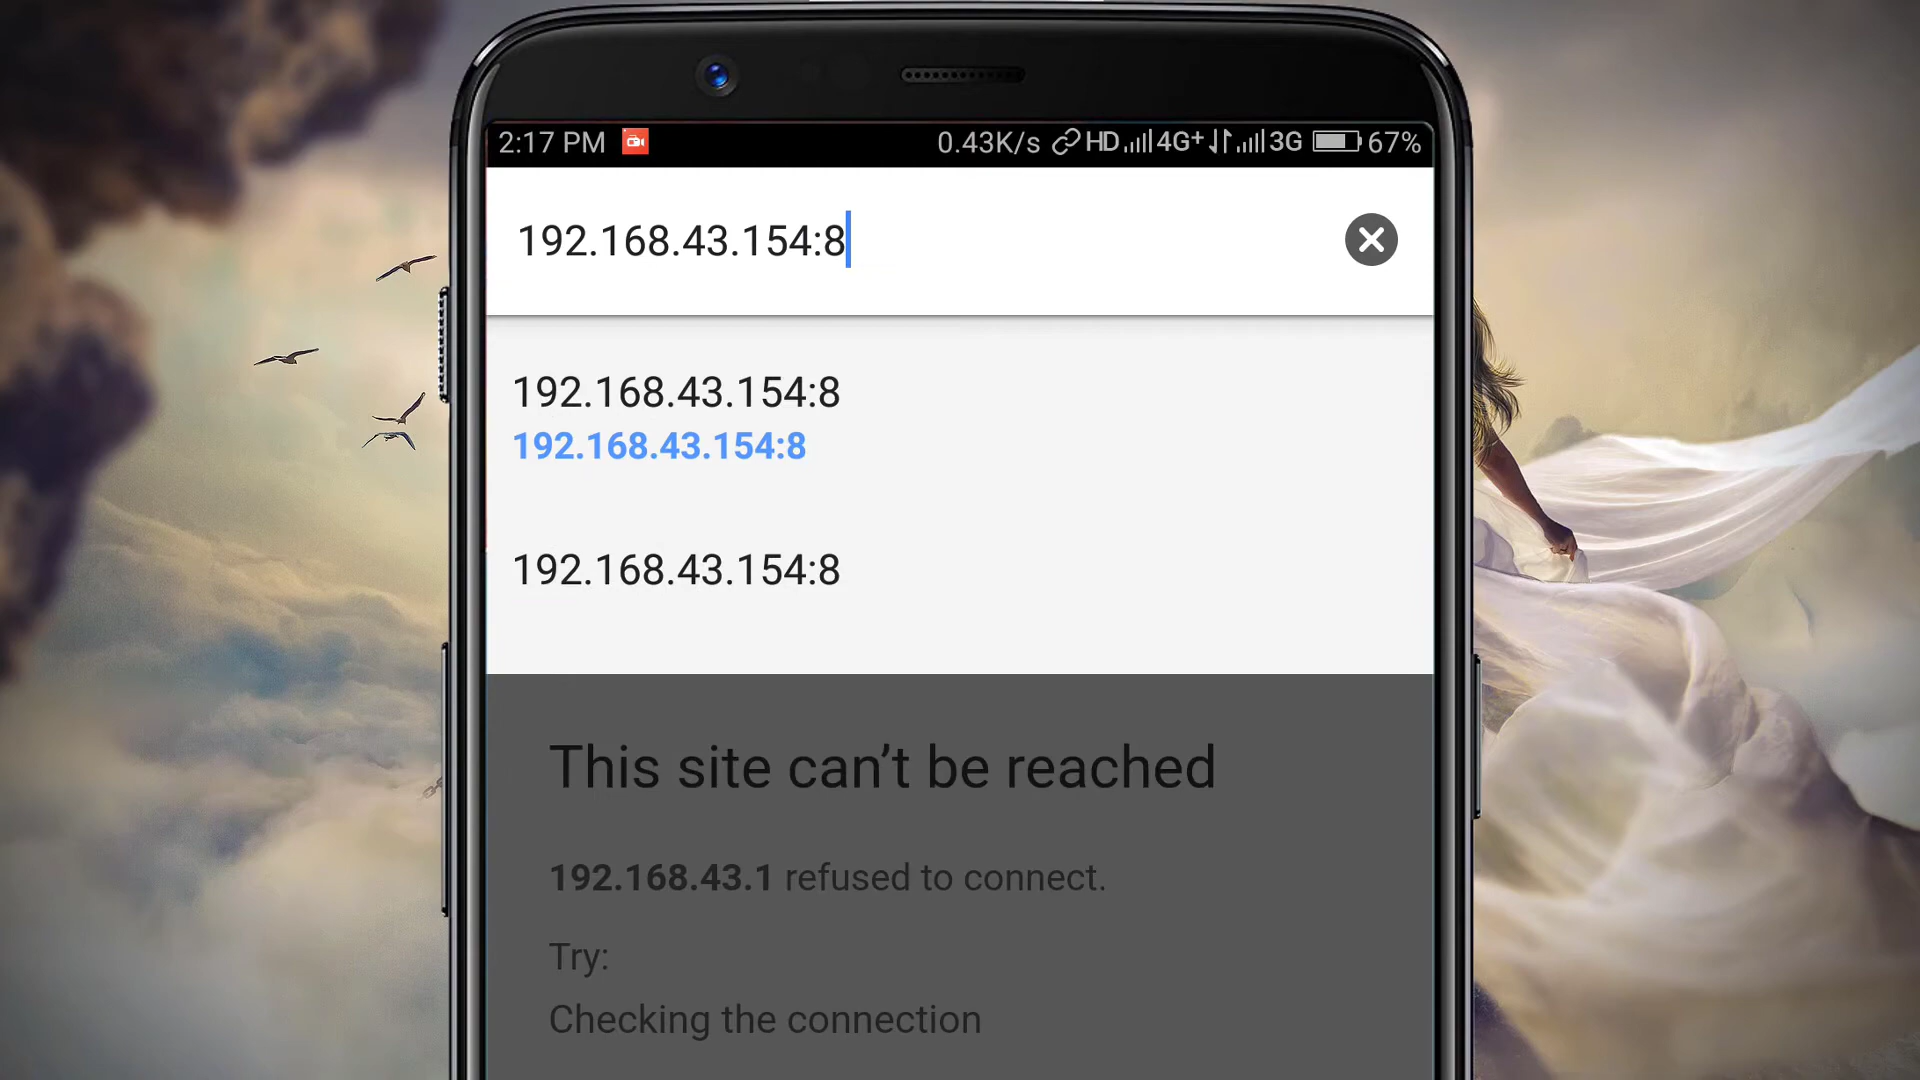 2:17 PM 0.43K/s HD 4G+ 3G 67%
192.168.43.154:8
192.168.43.154:8
192.168.43.154:8
192.168.43.154:8
This site can’t be reached
192.168.43.1 refused to connect.
Try:
Checking the connection